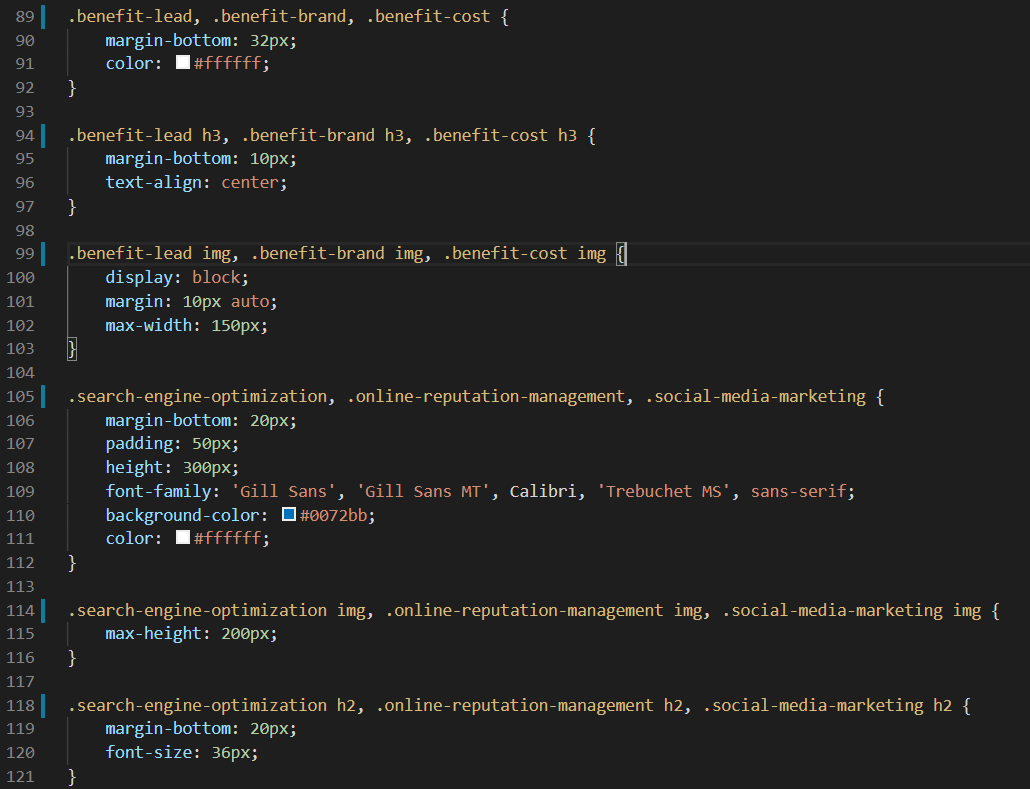 89 .benefit-lead, .benefit-brand, .benefit-cost {
90     margin-bottom: 32px;
91     color: #ffffff;
92 }
93
94 .benefit-lead h3, .benefit-brand h3, .benefit-cost h3 {
95     margin-bottom: 10px;
96     text-align: center;
97 }
98
99 .benefit-lead img, .benefit-brand img, .benefit-cost img {
100     display: block;
101     margin: 10px auto;
102     max-width: 150px;
103 }
104
105 .search-engine-optimization, .online-reputation-management, .social-media-marketing {
106     margin-bottom: 20px;
107     padding: 50px;
108     height: 300px;
109     font-family: 'Gill Sans', 'Gill Sans MT', Calibri, 'Trebuchet MS', sans-serif;
110     background-color: #0072bb;
111     color: #ffffff;
112 }
113
114 .search-engine-optimization img, .online-reputation-management img, .social-media-marketing img {
115     max-height: 200px;
116 }
117
118 .search-engine-optimization h2, .online-reputation-management h2, .social-media-marketing h2 {
119     margin-bottom: 20px;
120     font-size: 36px;
121 }